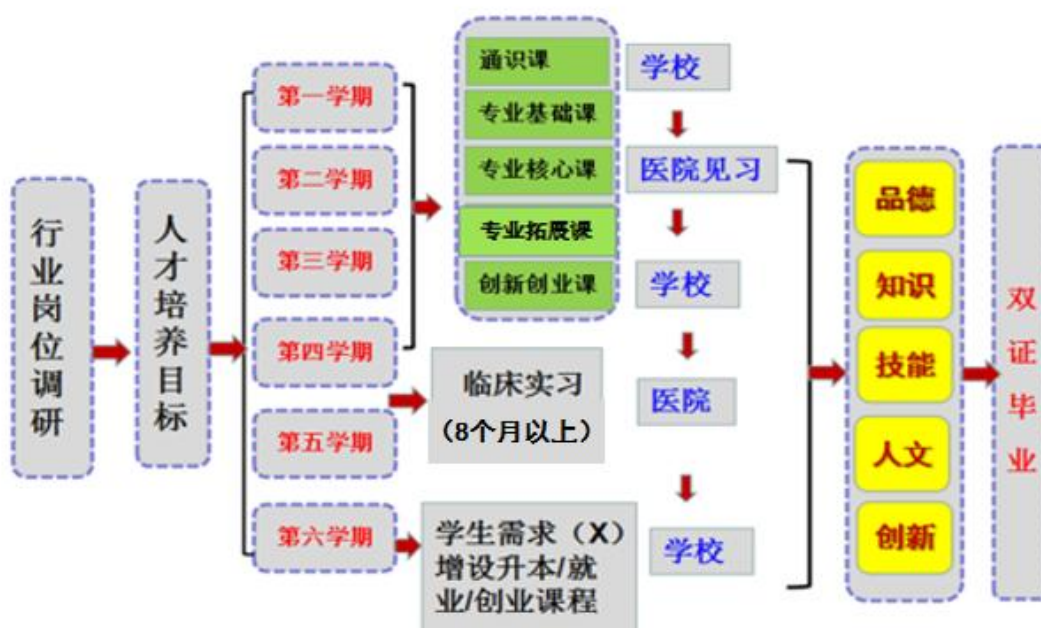 行业岗位调研
人才培养目标
第一学期
第二学期
第三学期
第四学期
第五学期
第六学期
通识课
专业基础课
专业核心课
专业拓展课
创新创业课
临床实习
（8个月以上）
学生需求（X）
增设升本/就
业/创业课程
学校
医院见习
学校
医院
学校
品德
知识
技能
人文
创新
双证毕业